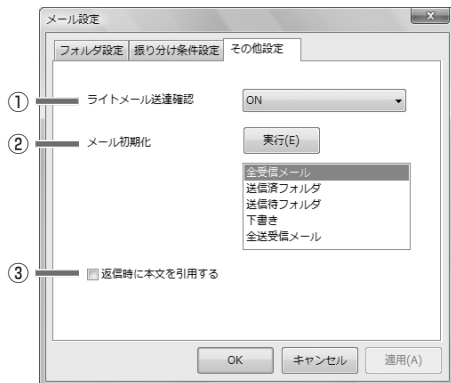 メール設定
フォルダ設定 振り分け条件設定 その他設定
① ライトメール送達確認 ON
② メール初期化 実行(E)
全受信メール
送信済フォルダ
送信待フォルダ
下書き
全送受信メール
③ 返信時に本文を引用する
OK キャンセル 適用(A)